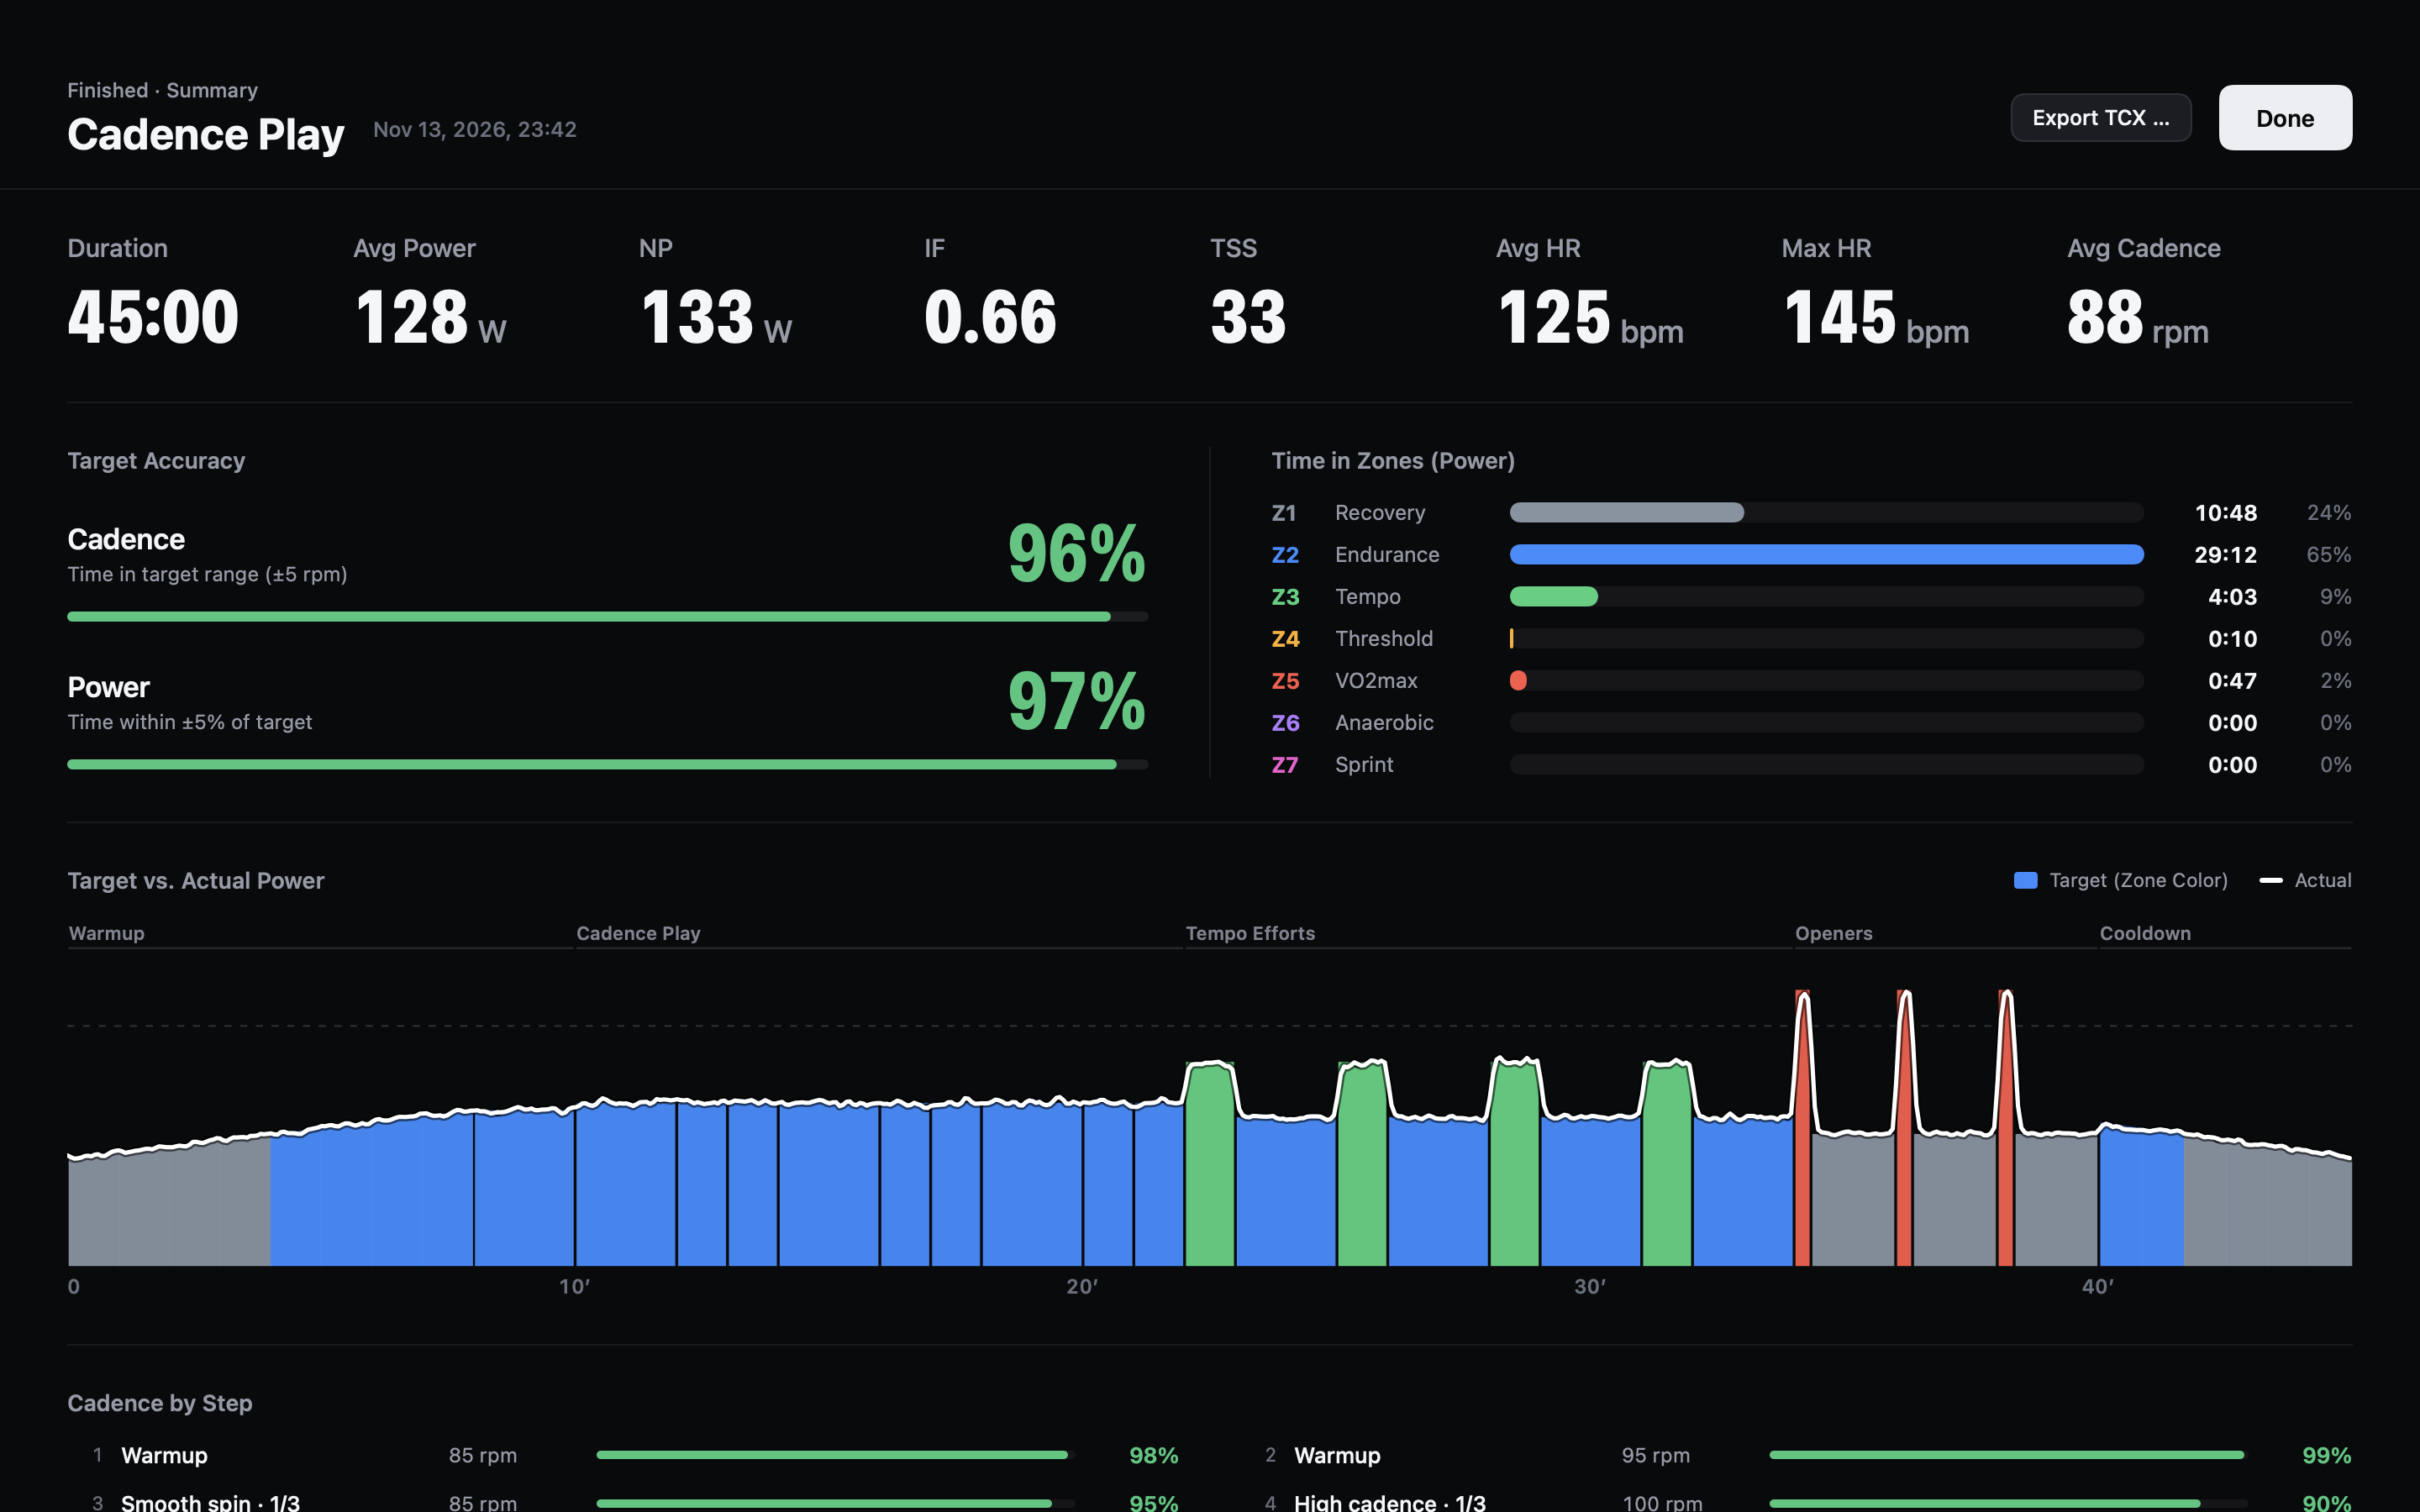 Finished · Summary
Cadence Play Nov 13, 2026, 23:42
Export TCX ... Done
Duration Avg Power NP IF TSS Avg HR Max HR Avg Cadence
45:00 128 W 133 W 0.66 33 125 bpm 145 bpm 88 rpm
Target Accuracy
Cadence 96%
Time in target range (±5 rpm)
Power 97%
Time within ±5% of target
Time in Zones (Power)
Z1 Recovery 10:48 24%
Z2 Endurance 29:12 65%
Z3 Tempo 4:03 9%
Z4 Threshold 0:10 0%
Z5 VO2max 0:47 2%
Z6 Anaerobic 0:00 0%
Z7 Sprint 0:00 0%
Target vs. Actual Power
Target (Zone Color) Actual
Warmup Cadence Play Tempo Efforts Openers Cooldown
0 10′ 20′ 30′ 40′
Cadence by Step
1 Warmup 85 rpm 98%
2 Warmup 95 rpm 99%
3 Smooth spin · 1/3 85 rpm 95%
4 High cadence · 1/3 100 rpm 90%